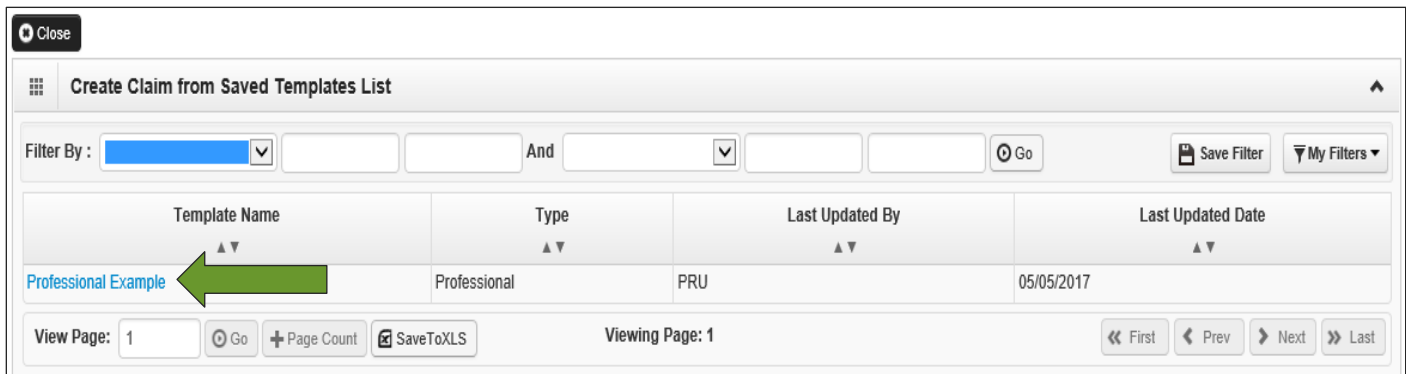 Close
Create Claim from Saved Templates List
Filter By : And Go Save Filter My Filters
Template Name Type Last Updated By Last Updated Date
Professional Example Professional PRU 05/05/2017
View Page: 1 Go Page Count SaveToXLS Viewing Page: 1 First Prev Next Last